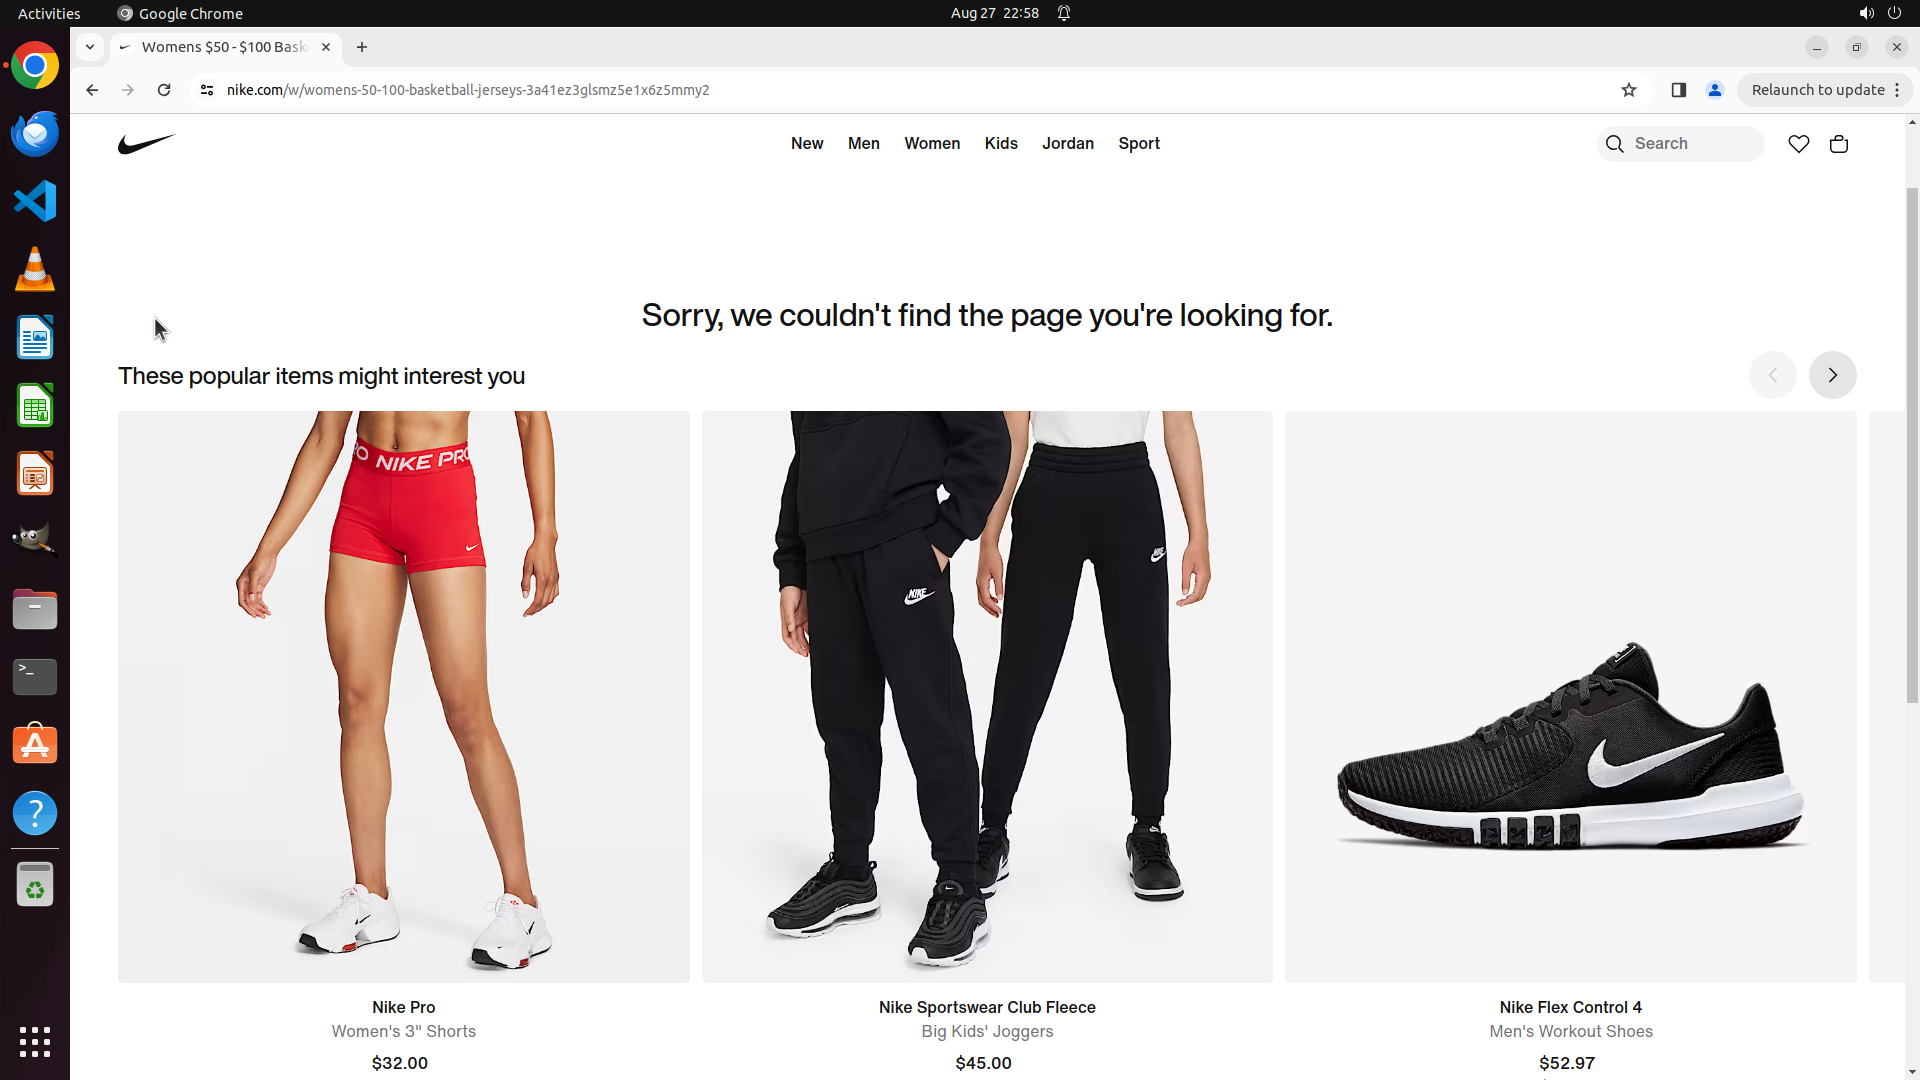 Activities
Google Chrome
Aug 27 22:58
Womens $50 - $100 Bask
nike.com/w/womens-50-100-basketball-jerseys-3a41ez3glsmz5e1x6z5mmy2
Relaunch to update
New
Men
Women
Kids
Jordan
Sport
Search
Sorry, we couldn't find the page you're looking for.
These popular items might interest you
NIKE PRO
NIKE
NIKE
Nike Pro
Women's 3" Shorts
$32.00
Nike Sportswear Club Fleece
Big Kids' Joggers
$45.00
Nike Flex Control 4
Men's Workout Shoes
$52.97